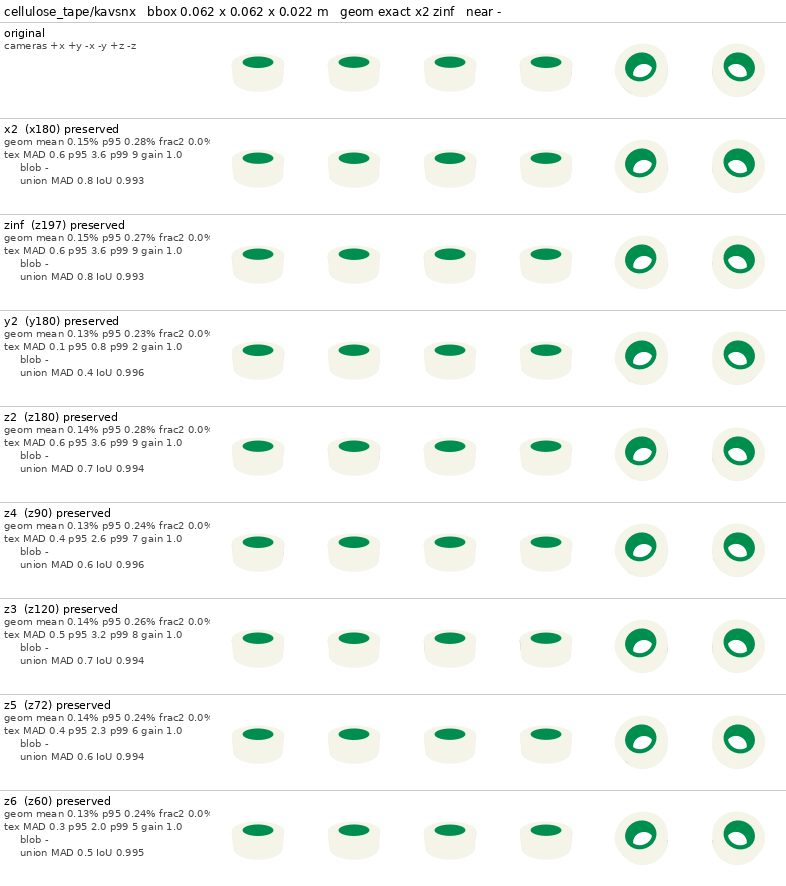 cellulose_tape/kavsnx bbox 0.062 x 0.062 x 0.022 m geom exact x2 zinf near -
original
cameras +x +y -x -y +z -z
x2 (x180) preserved
geom mean 0.15% p95 0.28% frac2 0.0%
tex MAD 0.6 p95 3.6 p99 9 gain 1.0
blob -
union MAD 0.8 IoU 0.993
zinf (z197) preserved
geom mean 0.15% p95 0.27% frac2 0.0%
tex MAD 0.6 p95 3.6 p99 9 gain 1.0
blob -
union MAD 0.8 IoU 0.993
y2 (y180) preserved
geom mean 0.13% p95 0.23% frac2 0.0%
tex MAD 0.1 p95 0.8 p99 2 gain 1.0
blob -
union MAD 0.4 IoU 0.996
z2 (z180) preserved
geom mean 0.14% p95 0.28% frac2 0.0%
tex MAD 0.6 p95 3.6 p99 9 gain 1.0
blob -
union MAD 0.7 IoU 0.994
z4 (z90) preserved
geom mean 0.13% p95 0.24% frac2 0.0%
tex MAD 0.4 p95 2.6 p99 7 gain 1.0
blob -
union MAD 0.6 IoU 0.996
z3 (z120) preserved
geom mean 0.14% p95 0.26% frac2 0.0%
tex MAD 0.5 p95 3.2 p99 8 gain 1.0
blob -
union MAD 0.7 IoU 0.994
z5 (z72) preserved
geom mean 0.14% p95 0.24% frac2 0.0%
tex MAD 0.4 p95 2.3 p99 6 gain 1.0
blob -
union MAD 0.6 IoU 0.994
z6 (z60) preserved
geom mean 0.13% p95 0.24% frac2 0.0%
tex MAD 0.3 p95 2.0 p99 5 gain 1.0
blob -
union MAD 0.5 IoU 0.995